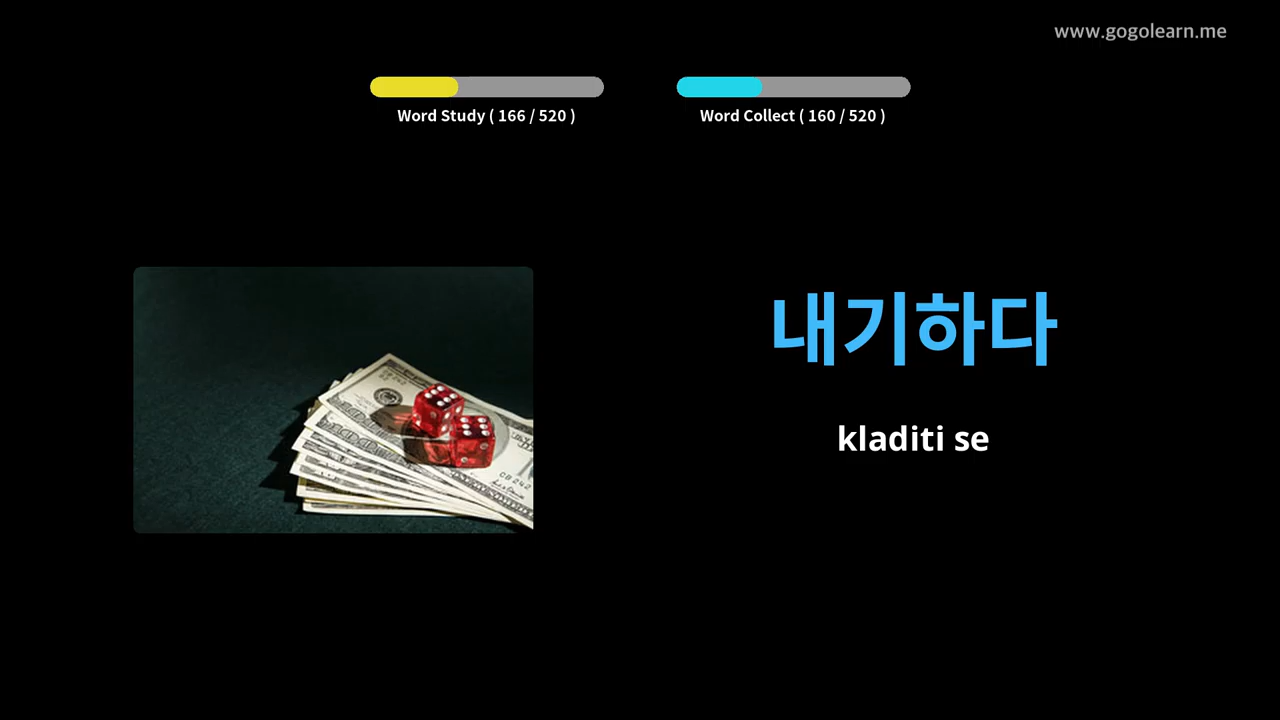 www.gogolearn.me
Word Study ( 166 / 520 )
Word Collect ( 160 / 520 )
내기하다
kladiti se